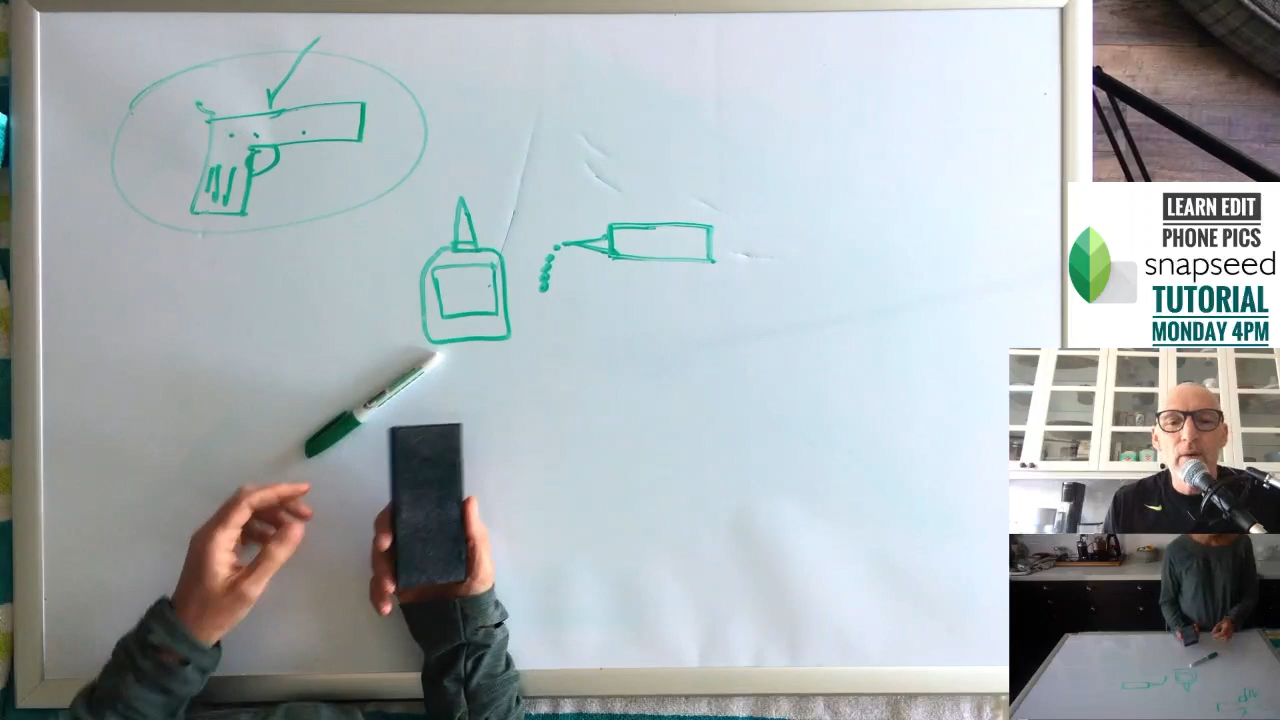 LEARN EDIT
PHONE PICS
snapseed
TUTORIAL
MONDAY 4PM